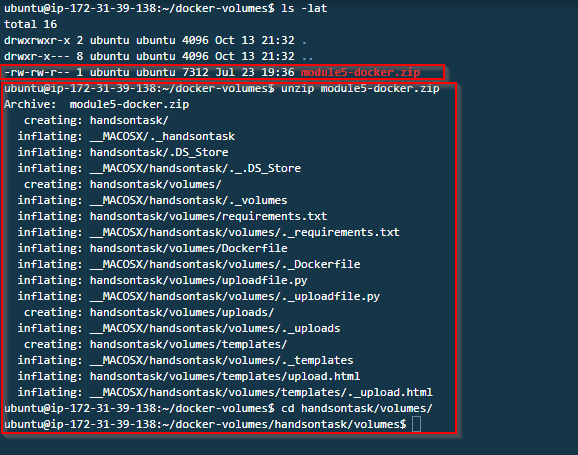 ubuntu@ip-172-31-39-138:~/docker-volumes$ ls -lat
total 16
drwxrwxr-x 2 ubuntu ubuntu 4096 Oct 13 21:32 .
drwxr-x--- 8 ubuntu ubuntu 4096 Oct 13 21:32 ..
-rw-rw-r-- 1 ubuntu ubuntu 7312 Jul 23 19:36 module5-docker.zip
ubuntu@ip-172-31-39-138:~/docker-volumes$ unzip module5-docker.zip
Archive:  module5-docker.zip
   creating: handsontask/
  inflating: __MACOSX/._handsontask
  inflating: handsontask/.DS_Store
  inflating: __MACOSX/handsontask/._.DS_Store
   creating: handsontask/volumes/
  inflating: __MACOSX/handsontask/._volumes
  inflating: handsontask/volumes/requirements.txt
  inflating: __MACOSX/handsontask/volumes/._requirements.txt
  inflating: handsontask/volumes/Dockerfile
  inflating: __MACOSX/handsontask/volumes/._Dockerfile
  inflating: handsontask/volumes/uploadfile.py
  inflating: __MACOSX/handsontask/volumes/._uploadfile.py
   creating: handsontask/volumes/uploads/
  inflating: __MACOSX/handsontask/volumes/._uploads
   creating: handsontask/volumes/templates/
  inflating: __MACOSX/handsontask/volumes/._templates
  inflating: handsontask/volumes/templates/upload.html
  inflating: __MACOSX/handsontask/volumes/templates/._upload.html
ubuntu@ip-172-31-39-138:~/docker-volumes$ cd handsontask/volumes/
ubuntu@ip-172-31-39-138:~/docker-volumes/handsontask/volumes$